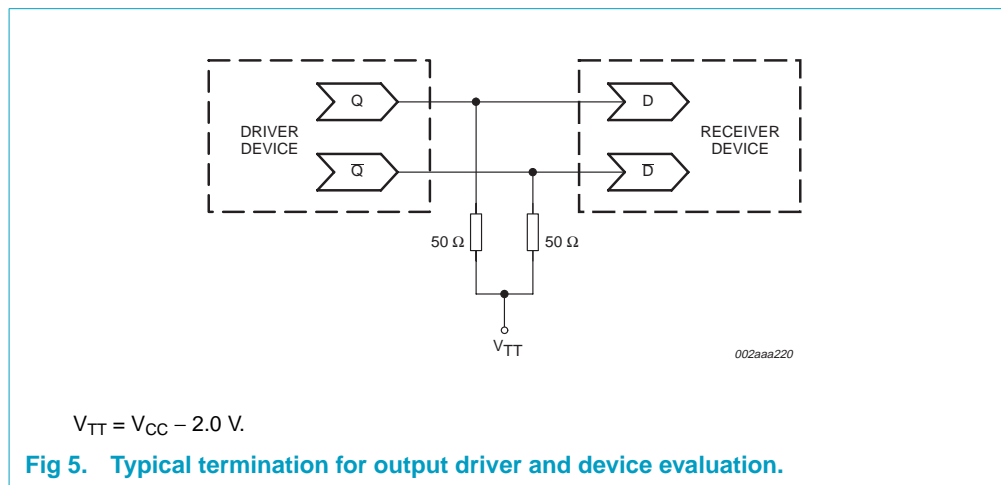 Q
D
DRIVER
DEVICE
RECEIVER
DEVICE
Q̅
D̅
50 Ω
50 Ω
VTT
002aaa220
VTT = VCC − 2.0 V.
Fig 5. Typical termination for output driver and device evaluation.